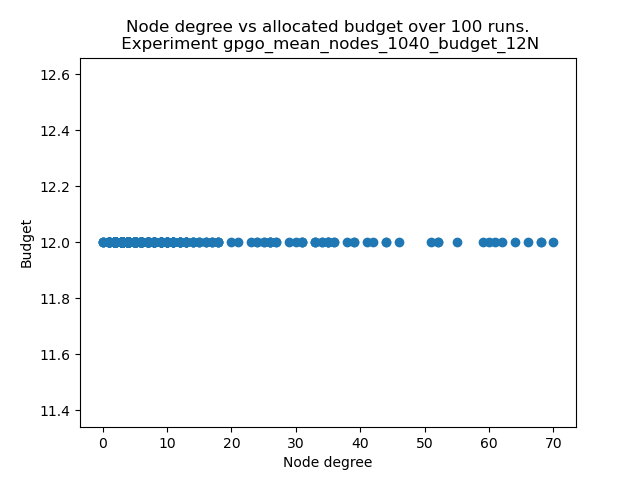 Node degree vs allocated budget over 100 runs.
Experiment gpgo_mean_nodes_1040_budget_12N
12.6
12.4
12.2
12.0
11.8
11.6
11.4
Budget
0 10 20 30 40 50 60 70
Node degree